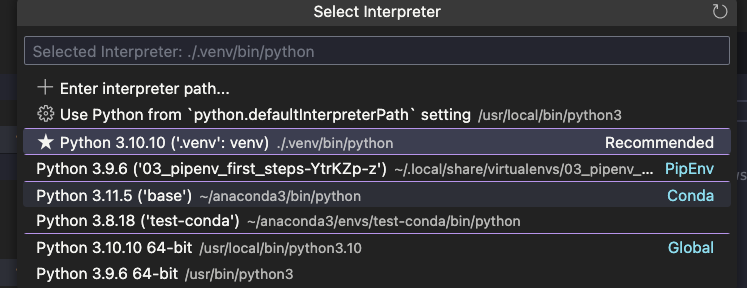 Select Interpreter
Selected Interpreter: ./.venv/bin/python
Enter interpreter path...
Use Python from `python.defaultInterpreterPath` setting /usr/local/bin/python3
Python 3.10.10 ('.venv': venv) ./.venv/bin/python Recommended
Python 3.9.6 ('03_pipenv_first_steps-YtrKZp-z') ~/.local/share/virtualenvs/03_pipenv_... PipEnv
Python 3.11.5 ('base') ~/anaconda3/bin/python Conda
Python 3.8.18 ('test-conda') ~/anaconda3/envs/test-conda/bin/python
Python 3.10.10 64-bit /usr/local/bin/python3.10 Global
Python 3.9.6 64-bit /usr/bin/python3